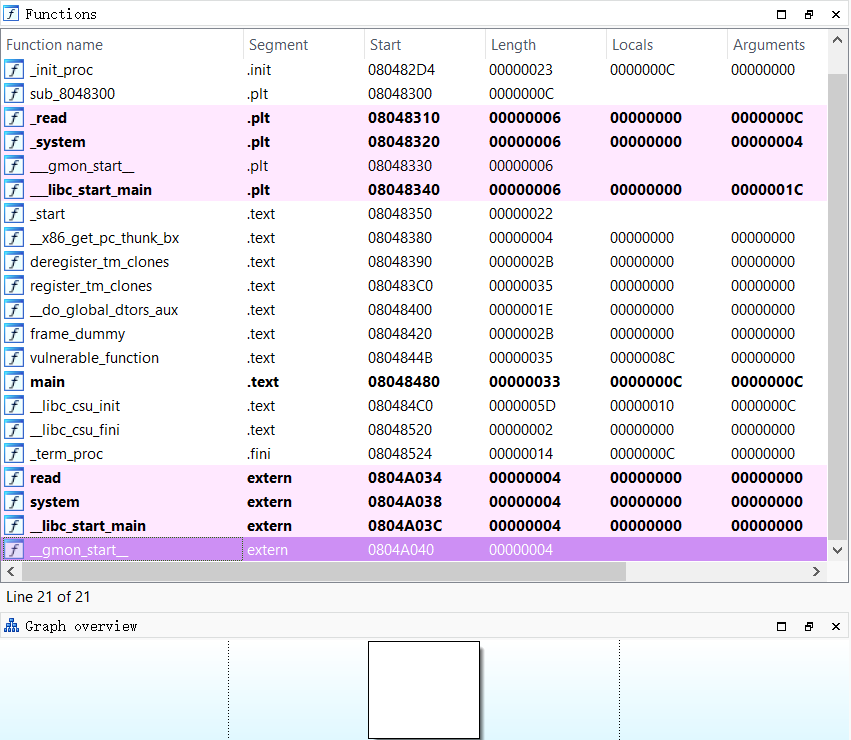 Functions
Function name Segment Start Length Locals Arguments
_init_proc .init 080482D4 00000023 0000000C 00000000
sub_8048300 .plt 08048300 0000000C
_read .plt 08048310 00000006 00000000 0000000C
_system .plt 08048320 00000006 00000000 00000004
___gmon_start__ .plt 08048330 00000006
___libc_start_main .plt 08048340 00000006 00000000 0000001C
_start .text 08048350 00000022
__x86_get_pc_thunk_bx .text 08048380 00000004 00000000 00000000
deregister_tm_clones .text 08048390 0000002B 00000000 00000000
register_tm_clones .text 080483C0 00000035 00000000 00000000
__do_global_dtors_aux .text 08048400 0000001E 00000000 00000000
frame_dummy .text 08048420 0000002B 00000000 00000000
vulnerable_function .text 0804844B 00000035 0000008C 00000000
main .text 08048480 00000033 0000000C 0000000C
__libc_csu_init .text 080484C0 0000005D 00000010 0000000C
__libc_csu_fini .text 08048520 00000002 00000000 00000000
_term_proc .fini 08048524 00000014 0000000C 00000000
read extern 0804A034 00000004 00000000 00000000
system extern 0804A038 00000004 00000000 00000000
__libc_start_main extern 0804A03C 00000004 00000000 00000000
__gmon_start__ extern 0804A040 00000004
Line 21 of 21
Graph overview